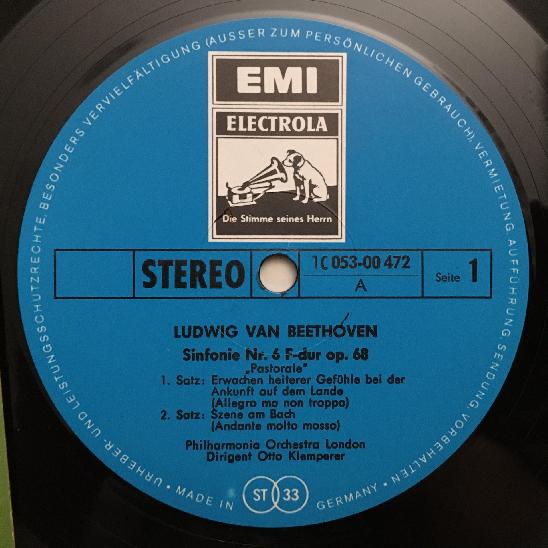 URHEBER- UND LEISTUNGSSCHUTZRECHTE, BESONDERS VERVIELFÄLTIGUNG (AUSSER ZUM PERSÖNLICHEN GEBRAUCH), VERMIETUNG, AUFFÜHRUNG, SENDUNG, VORBEHALTEN
EMI
ELECTROLA
Die Stimme seines Herrn
STEREO
1C 053-00 472
A
Seite 1
LUDWIG VAN BEETHOVEN
Sinfonie Nr. 6 F-dur op. 68
„Pastorale"
1. Satz: Erwachen heiterer Gefühle bei der
Ankunft auf dem Lande
(Allegro ma non troppo)
2. Satz: Szene am Bach
(Andante molto mosso)
Philharmonia Orchestra London
Dirigent Otto Klemperer
• MADE IN ST 33 GERMANY •